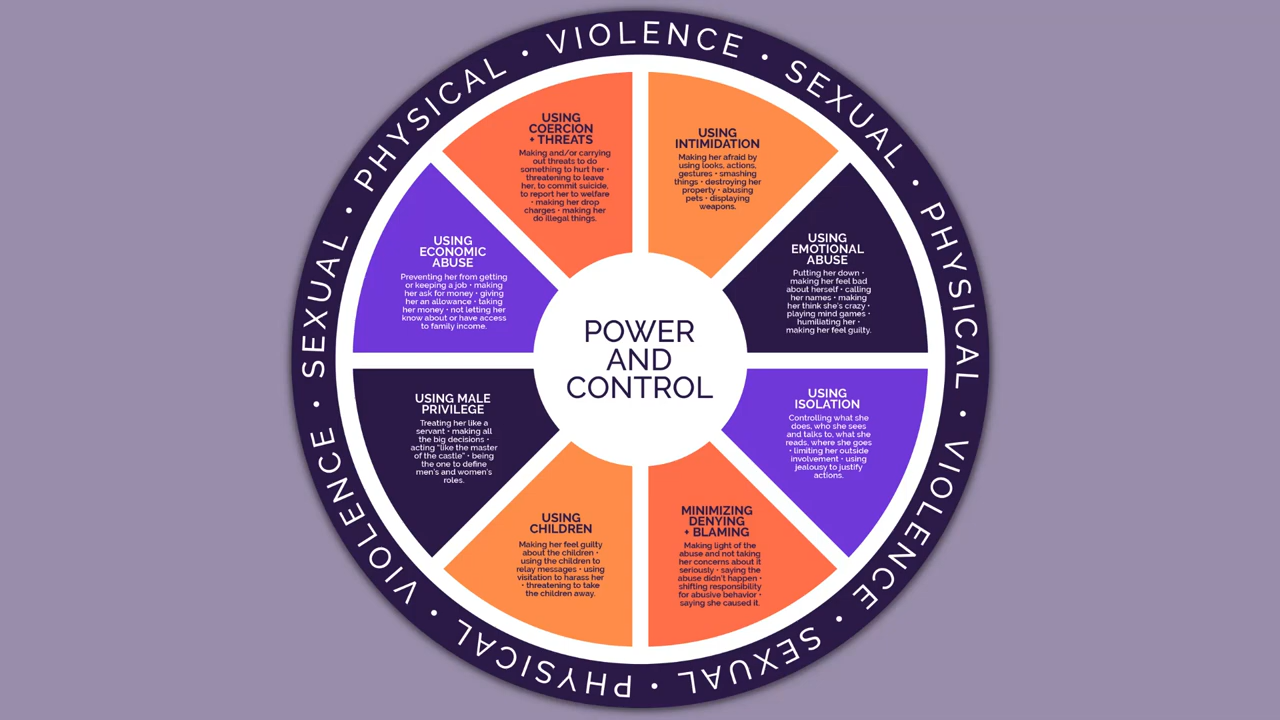 PHYSICAL • VIOLENCE • SEXUAL • PHYSICAL • VIOLENCE • SEXUAL • PHYSICAL • VIOLENCE • SEXUAL •
USING
COERCION
+ THREATS
Making and/or carrying
out threats to do
something to hurt her •
threatening to leave
her, to commit suicide,
to report her to welfare
• making her drop
charges • making her
do illegal things.
USING
INTIMIDATION
Making her afraid by
using looks, actions,
gestures • smashing
things • destroying her
property • abusing
pets • displaying
weapons.
USING
EMOTIONAL
ABUSE
Putting her down •
making her feel bad
about herself • calling
her names • making
her think she's crazy •
playing mind games •
humiliating her •
making her feel guilty.
USING
ISOLATION
Controlling what she
does, who she sees
and talks to, what she
reads, where she goes
• limiting her outside
involvement • using
jealousy to justify
actions.
MINIMIZING
DENYING
+ BLAMING
Making light of the
abuse and not taking
her concerns about it
seriously • saying the
abuse didn't happen •
shifting responsibility
for abusive behavior •
saying she caused it.
USING
CHILDREN
Making her feel guilty
about the children •
using the children to
relay messages • using
visitation to harass her
• threatening to take
the children away.
USING MALE
PRIVILEGE
Treating her like a
servant • making all
the big decisions •
acting "like the master
of the castle" • being
the one to define
men's and women's
roles.
USING
ECONOMIC
ABUSE
Preventing her from getting
or keeping a job • making
her ask for money • giving
her an allowance • taking
her money • not letting her
know about or have access
to family income.
POWER
AND
CONTROL